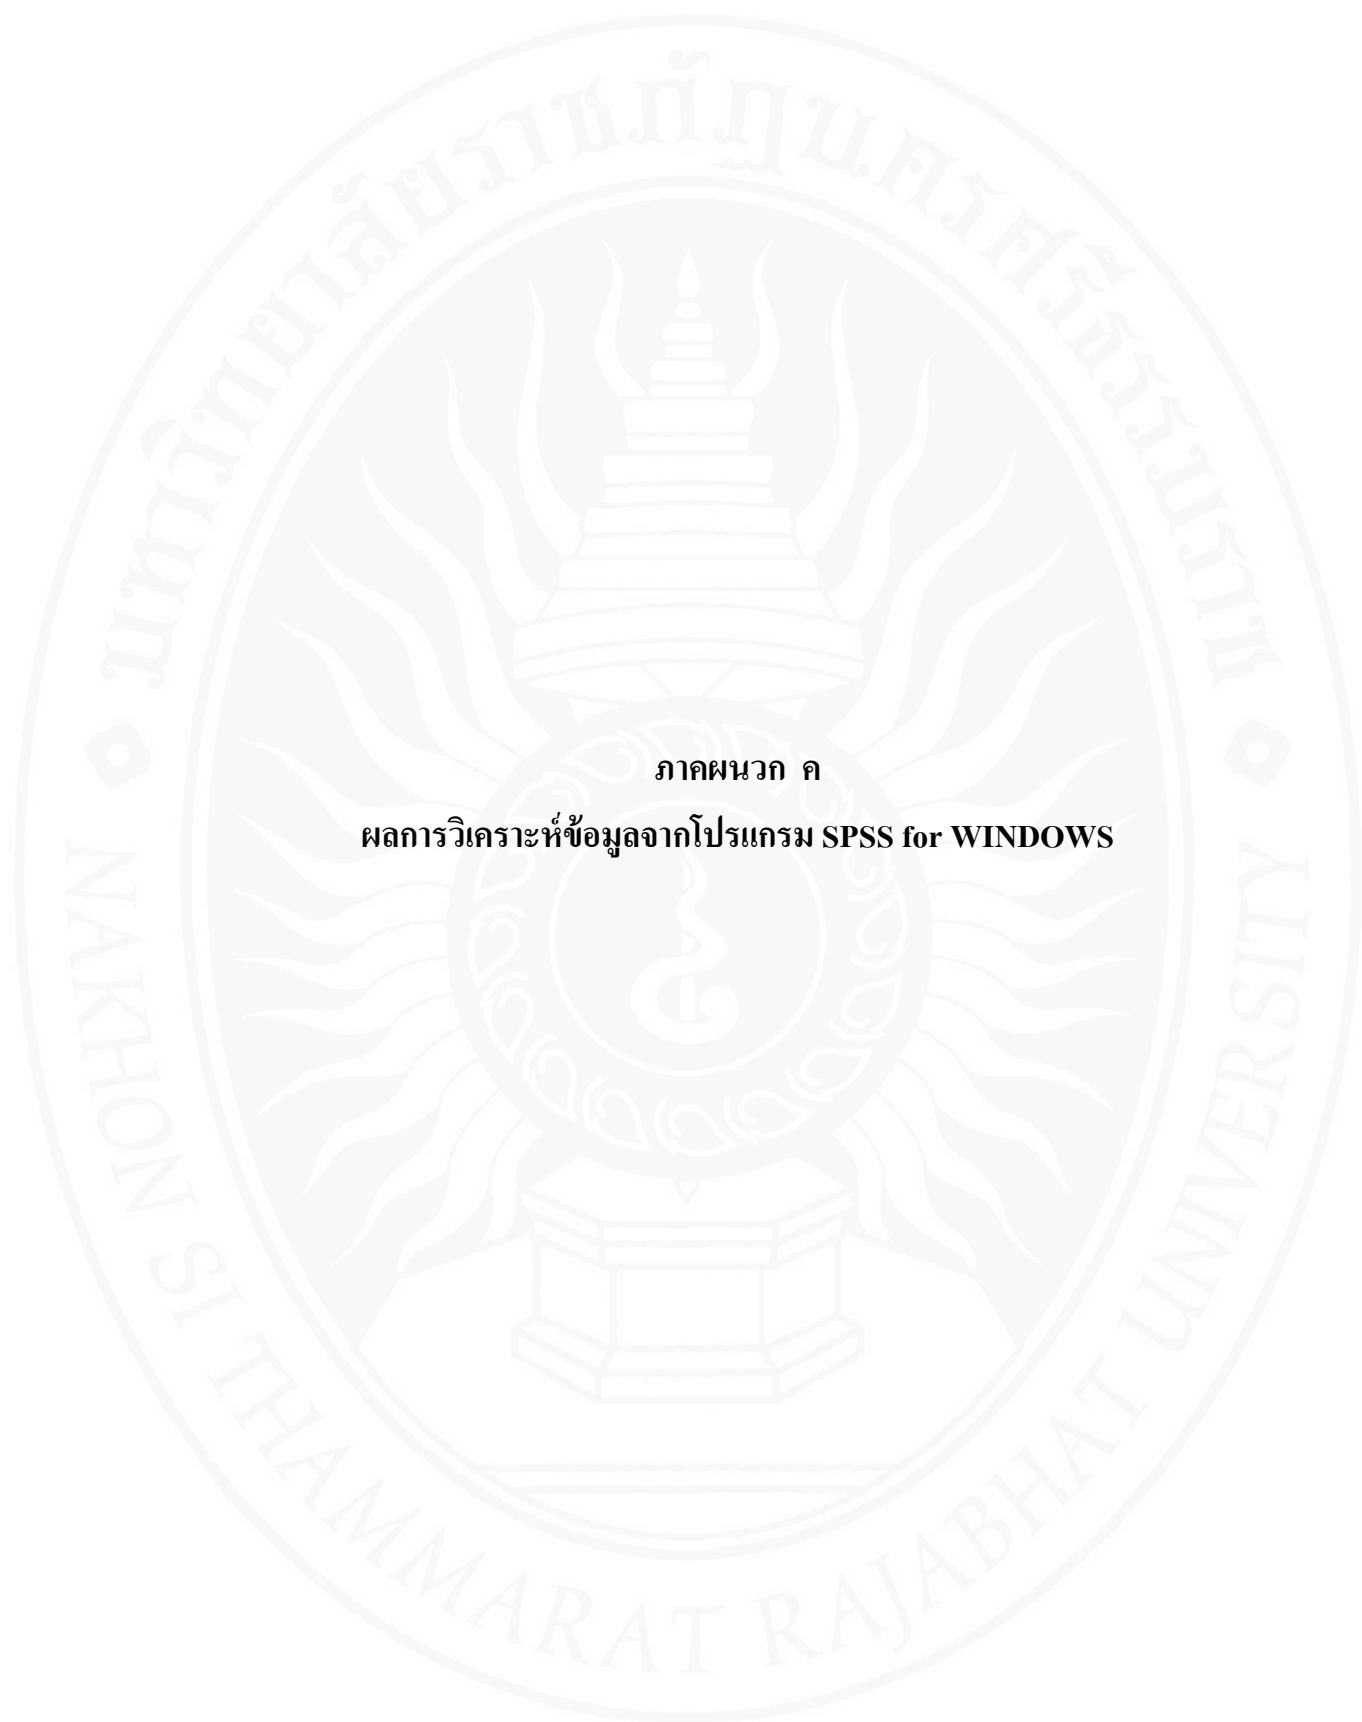 มหาวิทยาลัยราชภัฏนครศรีธรรมราช
ภาคผนวก ค
ผลการวิเคราะห์ข้อมูลจากโปรแกรม SPSS for WINDOWS
NAKHON SI THAMMARAT RAJABHAT UNIVERSITY